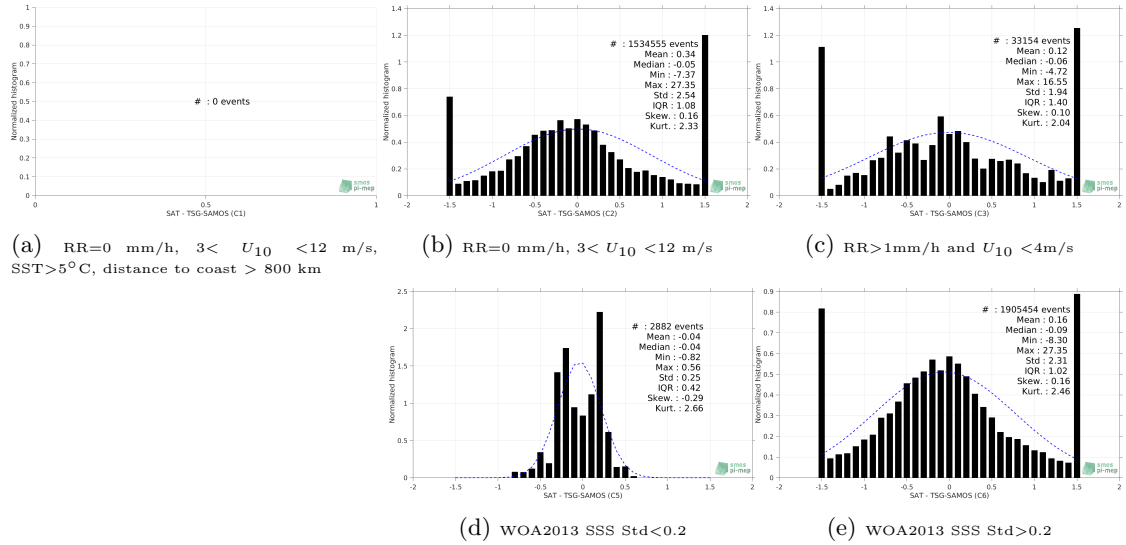 1
0.9
0.8
0.7
0.6
0.5
0.4
0.3
0.2
0.1
0
Normalized histogram
# : 0 events
smos
pi-mep
0 0.5 1
SAT - TSG-SAMOS (C1)
(a) RR=0 mm/h, 3< U10 <12 m/s,
SST>5°C, distance to coast > 800 km
1.4
1.2
1
0.8
0.6
0.4
0.2
0
Normalized histogram
# : 1534555 events
Mean : 0.34
Median : -0.05
Min : -7.37
Max : 27.35
Std : 2.54
IQR : 1.08
Skew. : 0.16
Kurt. : 2.33
smos
pi-mep
-2 -1.5 -1 -0.5 0 0.5 1 1.5 2
SAT - TSG-SAMOS (C2)
(b) RR=0 mm/h, 3< U10 <12 m/s
1.4
1.2
1
0.8
0.6
0.4
0.2
0
Normalized histogram
# : 33154 events
Mean : 0.12
Median : -0.06
Min : -4.72
Max : 16.55
Std : 1.94
IQR : 1.40
Skew. : 0.10
Kurt. : 2.04
smos
pi-mep
-2 -1.5 -1 -0.5 0 0.5 1 1.5 2
SAT - TSG-SAMOS (C3)
(c) RR>1mm/h and U10 <4m/s
2.5
2
1.5
1
0.5
0
Normalized histogram
# : 2882 events
Mean : -0.04
Median : -0.04
Min : -0.82
Max : 0.56
Std : 0.25
IQR : 0.42
Skew. : -0.29
Kurt. : 2.66
smos
pi-mep
-2 -1.5 -1 -0.5 0 0.5 1 1.5 2
SAT - TSG-SAMOS (C5)
(d) WOA2013 SSS Std<0.2
0.9
0.8
0.7
0.6
0.5
0.4
0.3
0.2
0.1
0
Normalized histogram
# : 1905454 events
Mean : 0.16
Median : -0.09
Min : -8.30
Max : 27.35
Std : 2.31
IQR : 1.02
Skew. : 0.16
Kurt. : 2.46
smos
pi-mep
-2 -1.5 -1 -0.5 0 0.5 1 1.5 2
SAT - TSG-SAMOS (C6)
(e) WOA2013 SSS Std>0.2